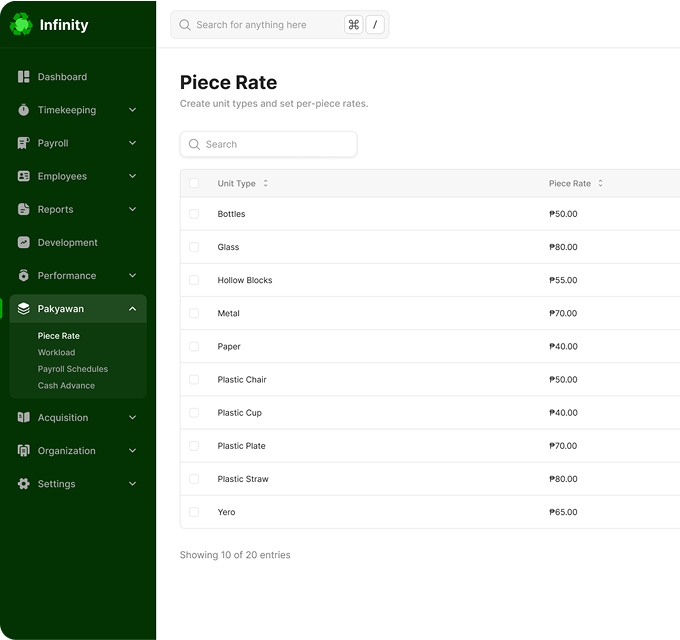 Infinity
Search for anything here ⌘ /
Dashboard
Timekeeping
Payroll
Employees
Reports
Development
Performance
Pakyawan
Piece Rate
Workload
Payroll Schedules
Cash Advance
Acquisition
Organization
Settings
Piece Rate
Create unit types and set per-piece rates.
Search
Unit Type Piece Rate
Bottles ₱50.00
Glass ₱80.00
Hollow Blocks ₱55.00
Metal ₱70.00
Paper ₱40.00
Plastic Chair ₱50.00
Plastic Cup ₱40.00
Plastic Plate ₱70.00
Plastic Straw ₱80.00
Yero ₱65.00
Showing 10 of 20 entries